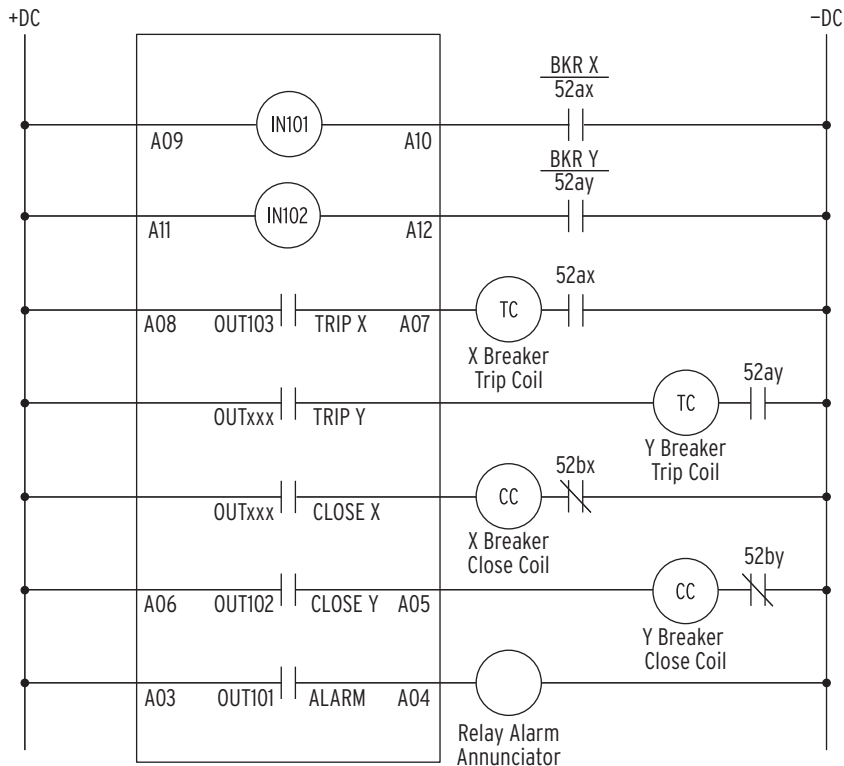 +DC
−DC
BKR X
52ax
IN101
A09
A10
BKR Y
52ay
IN102
A11
A12
52ax
TC
A08 OUT103 TRIP X A07
X Breaker
Trip Coil
52ay
TC
OUTxxx TRIP Y
Y Breaker
Trip Coil
52bx
CC
OUTxxx CLOSE X
X Breaker
Close Coil
52by
CC
A06 OUT102 CLOSE Y A05
Y Breaker
Close Coil
A03 OUT101 ALARM A04
Relay Alarm
Annunciator